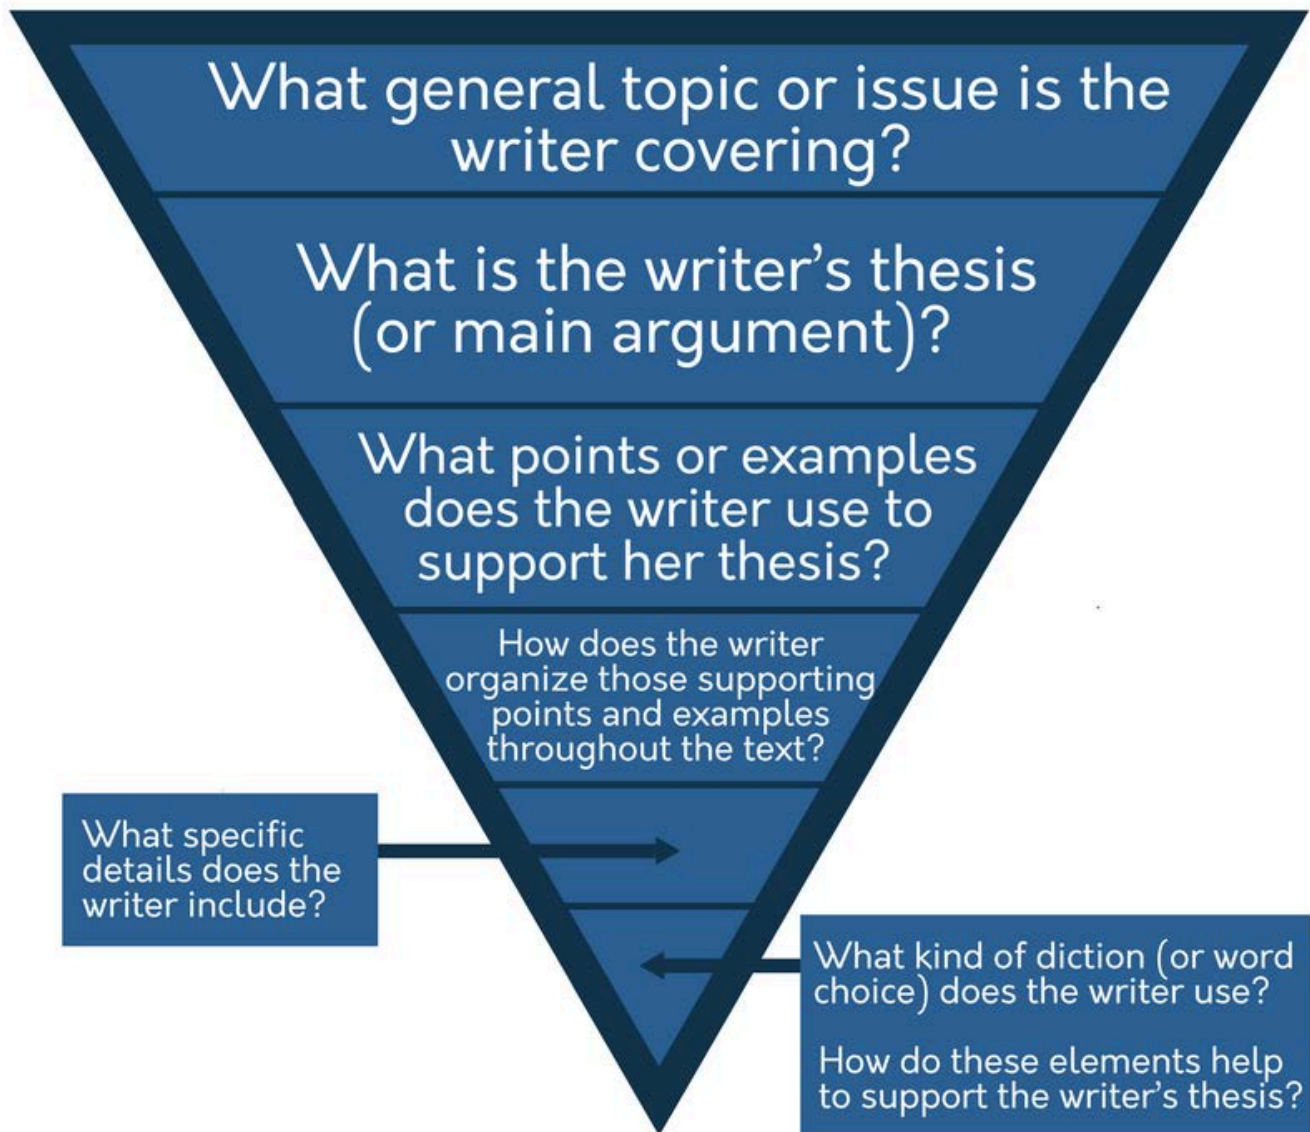 What general topic or issue is the
writer covering?
What is the writer’s thesis
(or main argument)?
What points or examples
does the writer use to
support her thesis?
How does the writer
organize those supporting
points and examples
throughout the text?
What specific
details does the
writer include?
What kind of diction (or word
choice) does the writer use?
How do these elements help
to support the writer’s thesis?